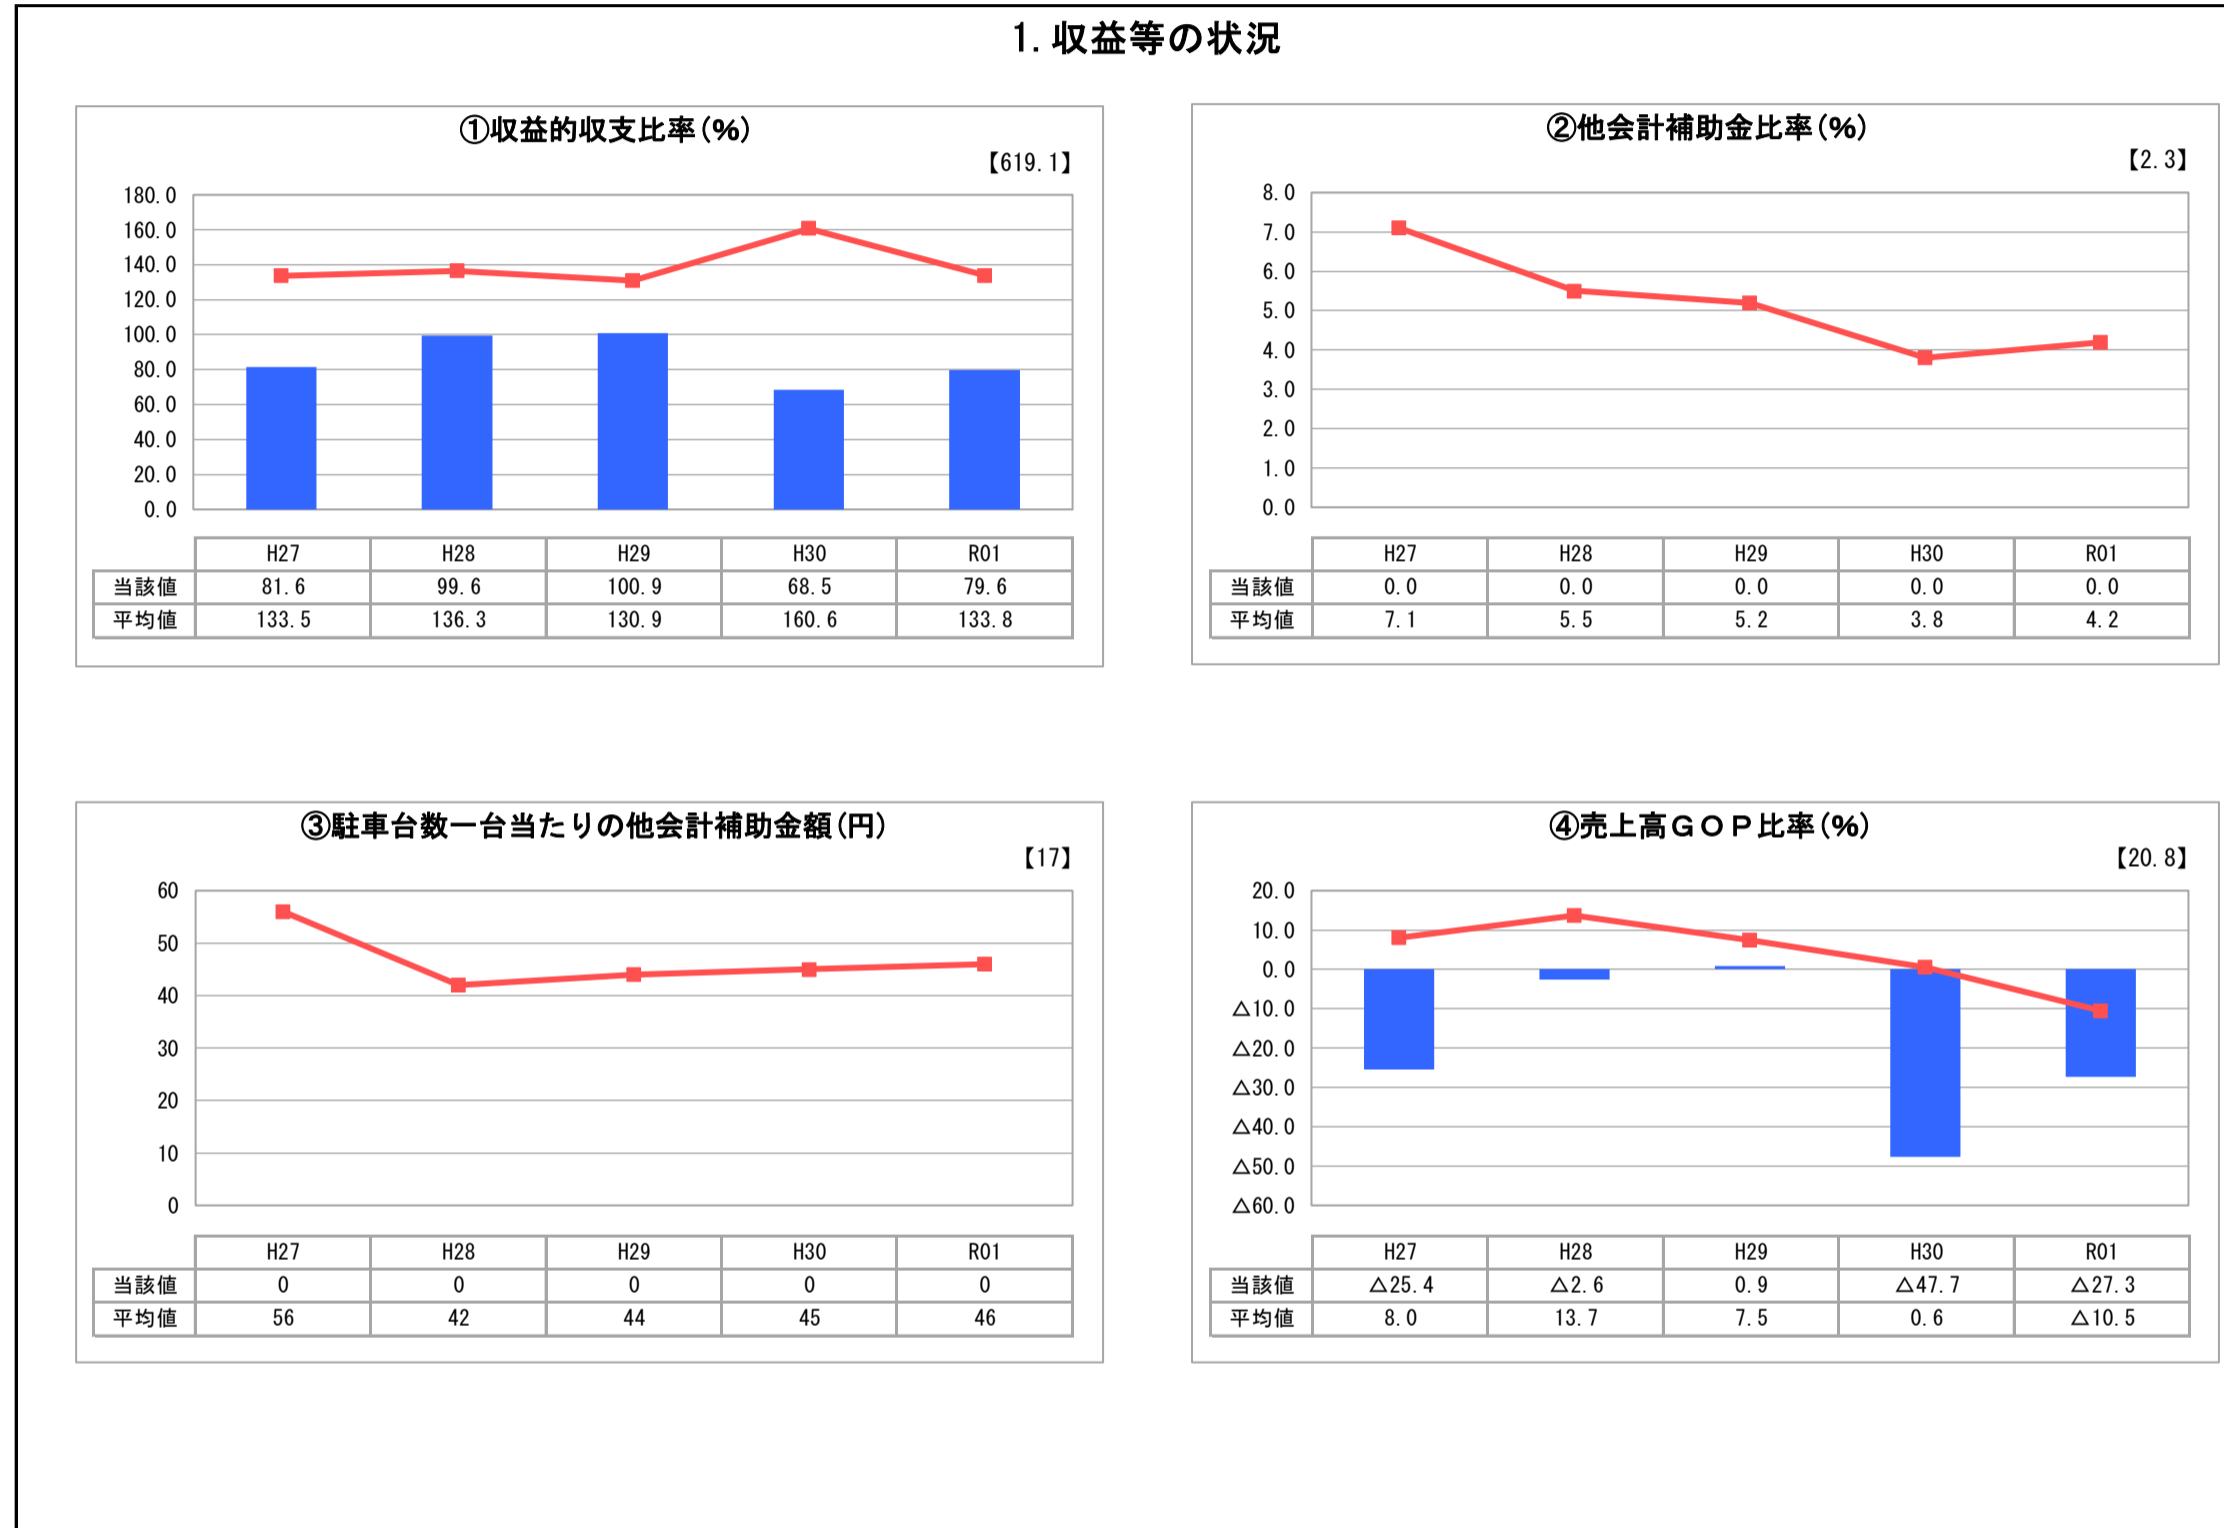 1. 収益等の状況
①収益的収支比率(%)
【619.1】
180.0
160.0
140.0
120.0
100.0
80.0
60.0
40.0
20.0
0.0
H27 H28 H29 H30 R01
当該値 81.6 99.6 100.9 68.5 79.6
平均値 133.5 136.3 130.9 160.6 133.8
②他会計補助金比率(%)
【2.3】
8.0
7.0
6.0
5.0
4.0
3.0
2.0
1.0
0.0
H27 H28 H29 H30 R01
当該値 0.0 0.0 0.0 0.0 0.0
平均値 7.1 5.5 5.2 3.8 4.2
③駐車台数一台当たりの他会計補助金額(円)
【17】
60
50
40
30
20
10
0
H27 H28 H29 H30 R01
当該値 0 0 0 0 0
平均値 56 42 44 45 46
④売上高ＧＯＰ比率(%)
【20.8】
20.0
10.0
0.0
△10.0
△20.0
△30.0
△40.0
△50.0
△60.0
H27 H28 H29 H30 R01
当該値 △25.4 △2.6 0.9 △47.7 △27.3
平均値 8.0 13.7 7.5 0.6 △10.5